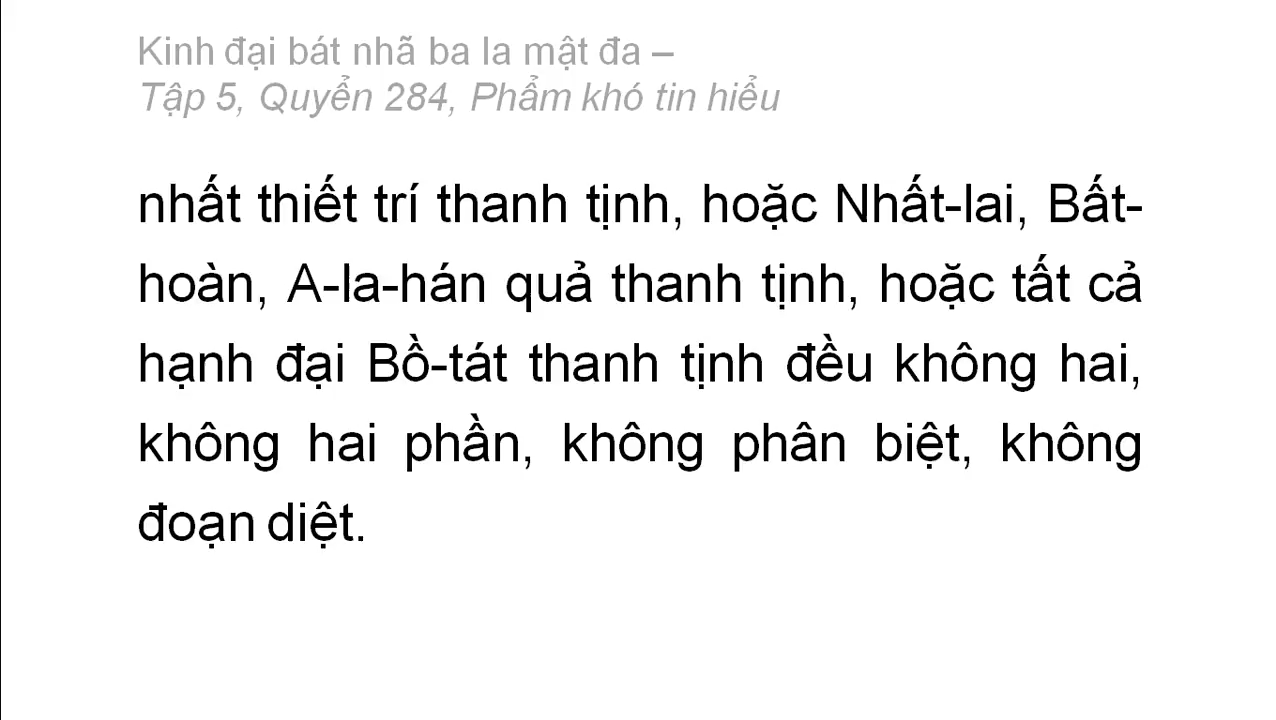 Kinh đại bát nhã ba la mật đa –
Tập 5, Quyển 284, Phẩm khó tin hiểu
nhất thiết trí thanh tịnh, hoặc Nhất-lai, Bất-
hoàn, A-la-hán quả thanh tịnh, hoặc tất cả
hạnh đại Bồ-tát thanh tịnh đều không hai,
không hai phần, không phân biệt, không
đoạn diệt.